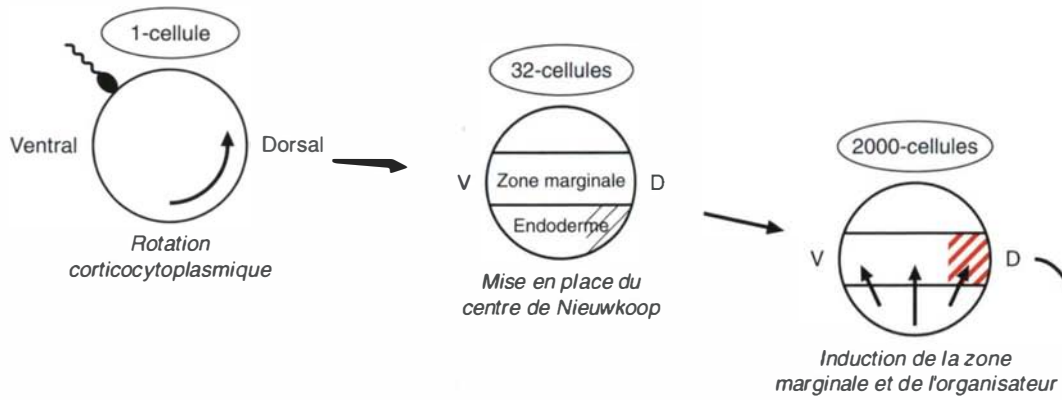 1-cellule
Ventral
Dorsal
Rotation
corticocytoplasmique
32-cellules
V
Zone marginale
D
Endoderme
Mise en place du
centre de Nieuwkoop
2000-cellules
V
D
Induction de la zone
marginale et de l'organisateur